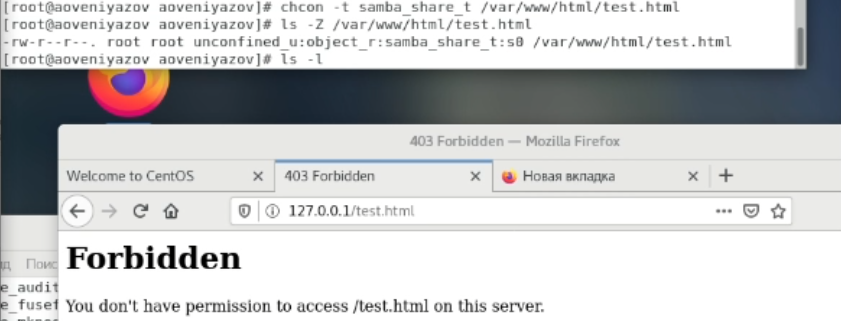 [root@aoveniyazov aoveniyazov]# chcon -t samba_share_t /var/www/html/test.html
[root@aoveniyazov aoveniyazov]# ls -Z /var/www/html/test.html
-rw-r--r--. root root unconfined_u:object_r:samba_share_t:s0 /var/www/html/test.html
[root@aoveniyazov aoveniyazov]# ls -l
403 Forbidden — Mozilla Firefox
Welcome to CentOS
403 Forbidden
Новая вкладка
127.0.0.1/test.html
Forbidden
You don't have permission to access /test.html on this server.
e_audit
e_fusef